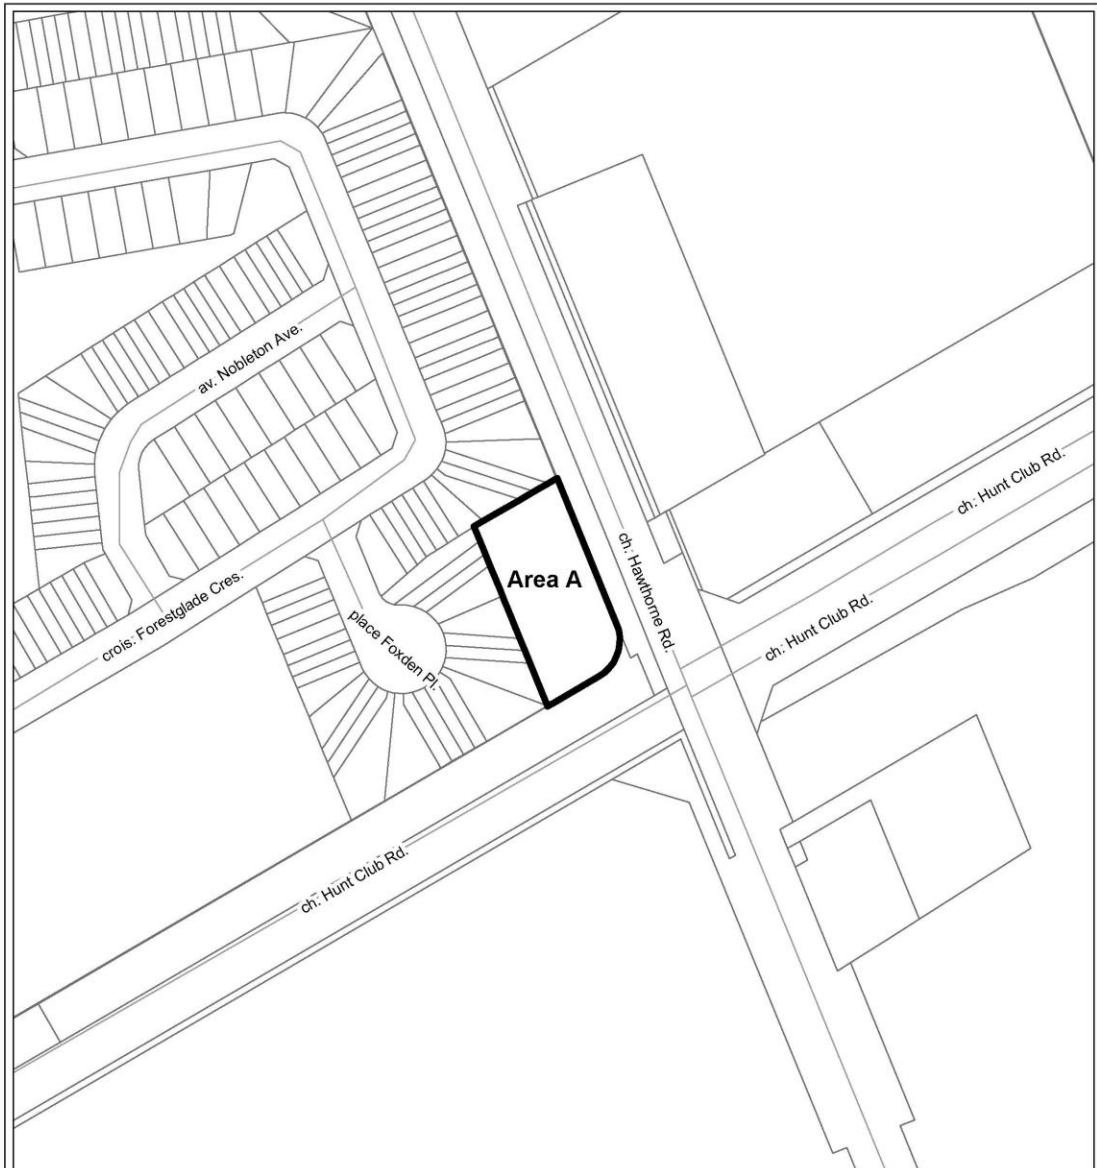 av. Nobleton Ave.
ch. Hunt Club Rd.
Area A
ch. Hawthorne Rd.
crois. Forestglade Cres.
place Foxden Pl.
ch. Hunt Club Rd.
ch. Hunt Club Rd.